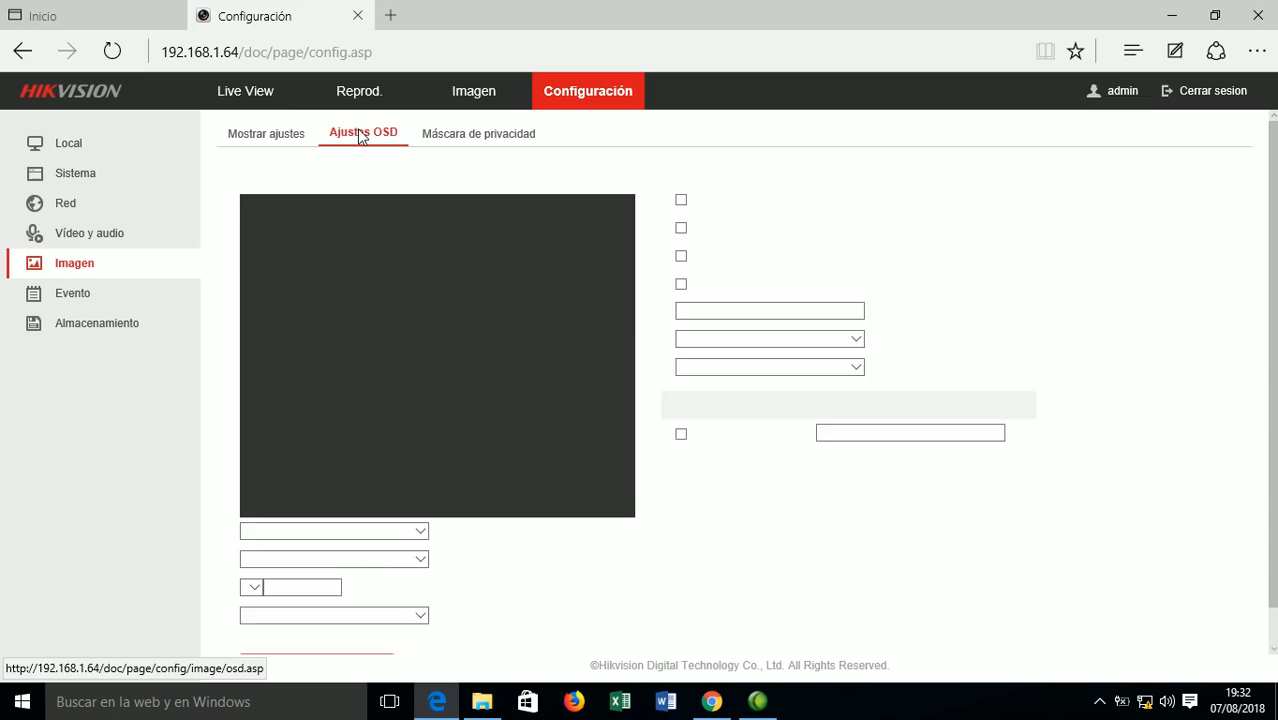 Inicio
Configuración
192.168.1.64/doc/page/config.asp
HIKVISION
Live View
Reprod.
Imagen
Configuración
admin
Cerrar sesion
Mostrar ajustes
Ajustes OSD
Máscara de privacidad
Local
Sistema
Red
Vídeo y audio
Imagen
Evento
Almacenamiento
http://192.168.1.64/doc/page/config/image/osd.asp
©Hikvision Digital Technology Co., Ltd. All Rights Reserved.
Buscar en la web y en Windows
19:32
07/08/2018